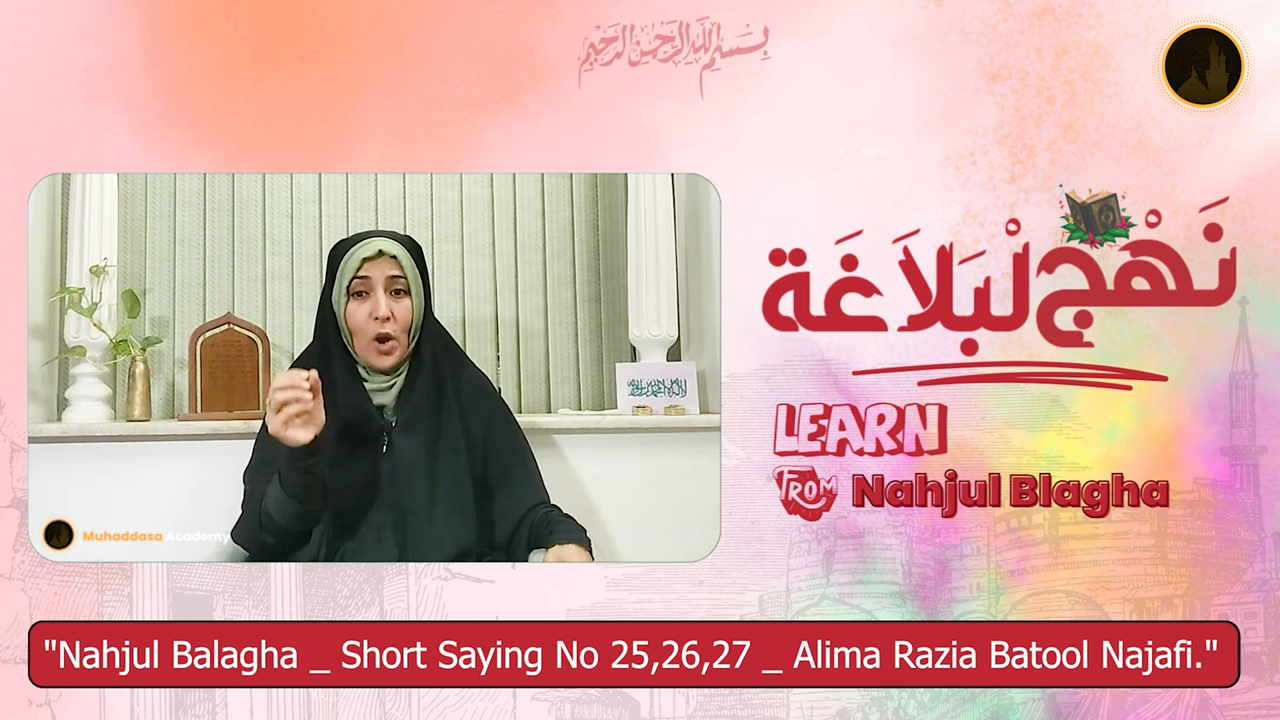 بسم الله الرحمن الرحيم
نَهْجُ لْبَلَاغَة
LEARN
FROM Nahjul Blagha
Muhaddasa Academy
"Nahjul Balagha _ Short Saying No 25,26,27 _ Alima Razia Batool Najafi."